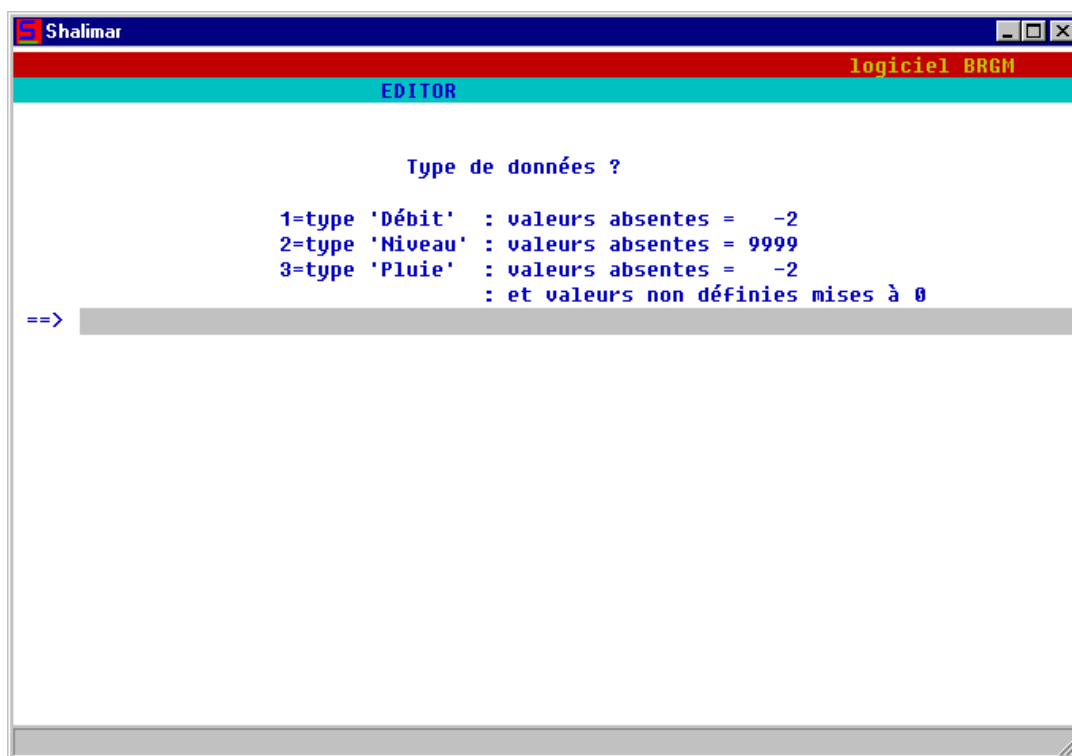 Shalimar
logiciel BRGM
EDITOR
Type de données ?
1=type 'Débit' : valeurs absentes = -2
2=type 'Niveau' : valeurs absentes = 9999
3=type 'Pluie' : valeurs absentes = -2
: et valeurs non définies mises à 0
==>